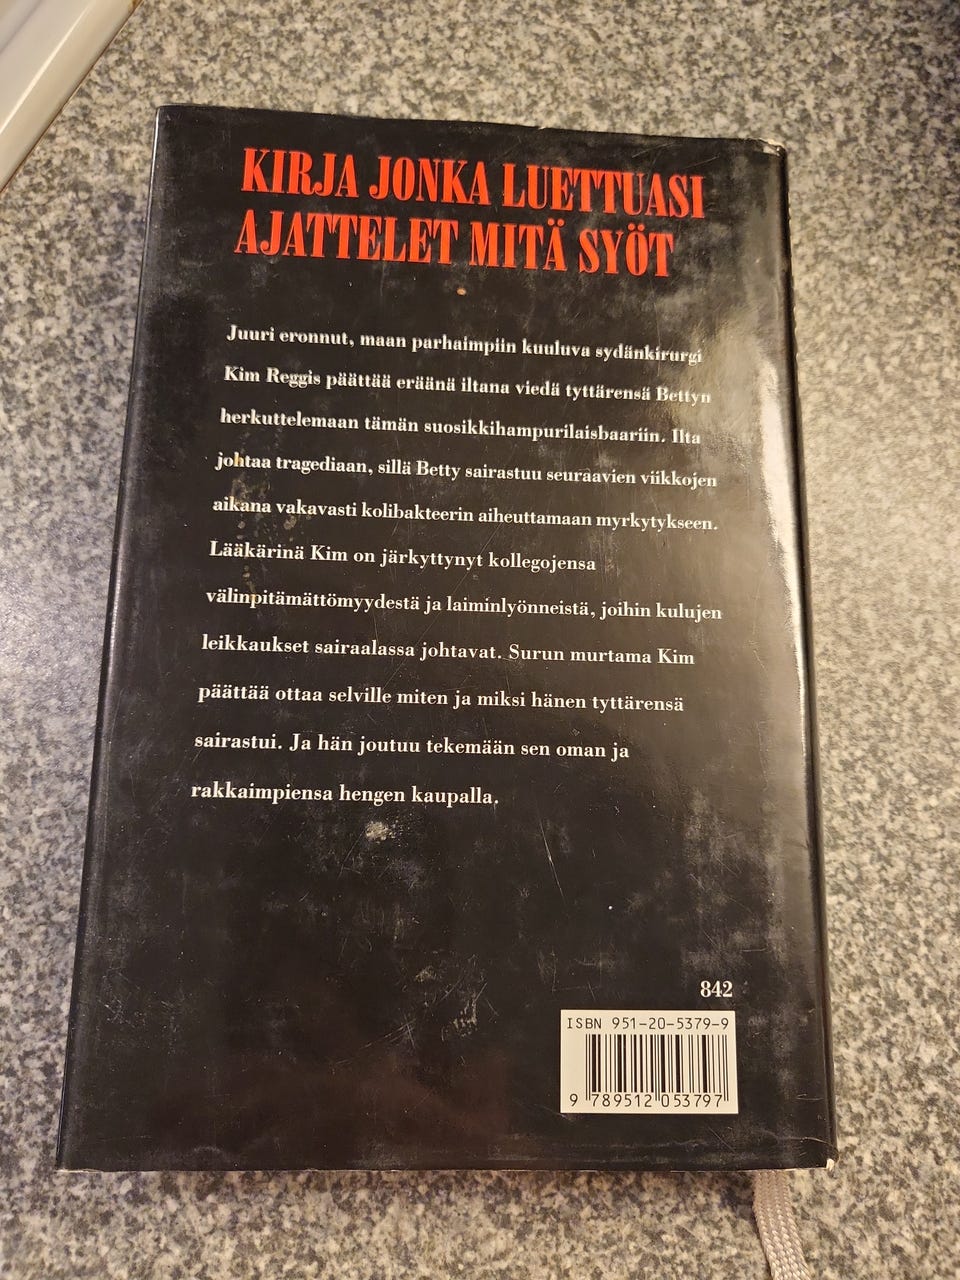 KIRJA JONKA LUETTUASI
AJATTELET MITÄ SYÖT
Juuri eronnut, maan parhaimpiin kuuluva sydänkirurgi
Kim Reggis päättää eräänä iltana viedä tyttärensä Bettyn
herkuttelemaan tämän suosikkihampurilaisbaariin. Ilta
johtaa tragediaan, sillä Betty sairastuu seuraavien viikkojen
aikana vakavasti kolibakteerin aiheuttamaan myrkytykseen.
Lääkärinä Kim on järkyttynyt kollegojensa
välinpitämättömyydestä ja laiminlyönneistä, joihin kulujen
leikkaukset sairaalassa johtavat. Surun murtama Kim
päättää ottaa selville miten ja miksi hänen tyttärensä
sairastui. Ja hän joutuu tekemään sen oman ja
rakkaimpiensa hengen kaupalla.
842
ISBN 951-20-5379-9
9 789512 053797